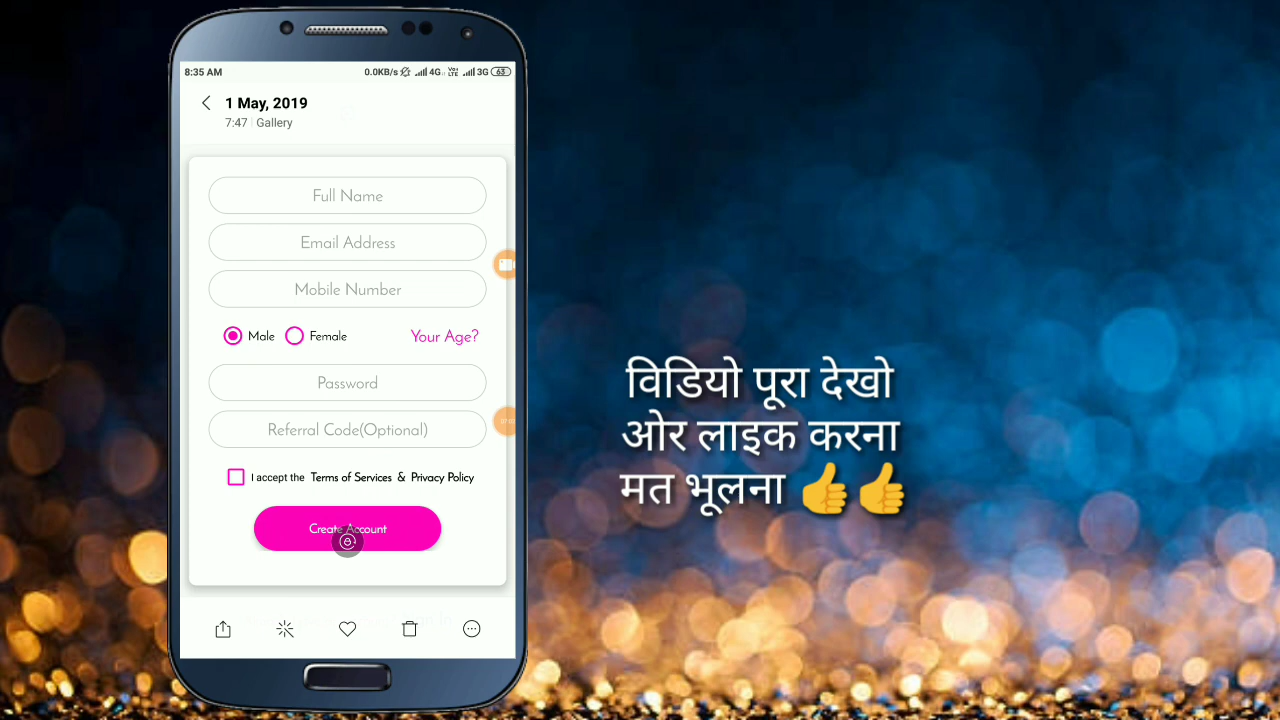 8:35 AM 0.0KB/s 4G VoLTE 3G 63
1 May, 2019
7:47 | Gallery
Full Name
Email Address
Mobile Number
Male Female Your Age?
Password
Referral Code(Optional)
I accept the Terms of Services & Privacy Policy
Create Account
विडियो पूरा देखो
ओर लाइक करना
मत भूलना 👍👍